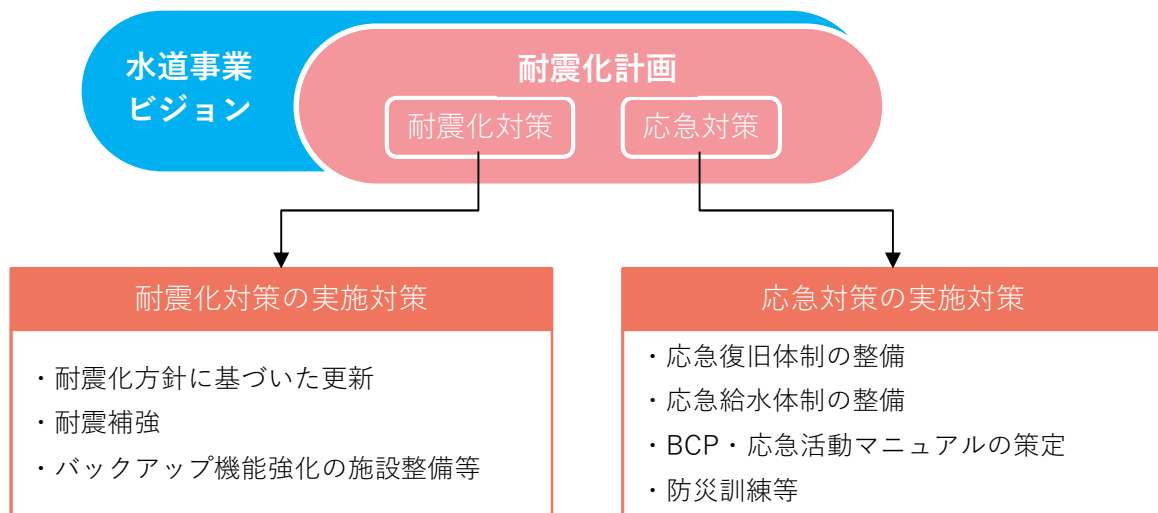 水道事業
ビジョン
耐震化計画
耐震化対策
応急対策
耐震化対策の実施対策
・耐震化方針に基づいた更新
・耐震補強
・バックアップ機能強化の施設整備等
応急対策の実施対策
・応急復旧体制の整備
・応急給水体制の整備
・BCP・応急活動マニュアルの策定
・防災訓練等